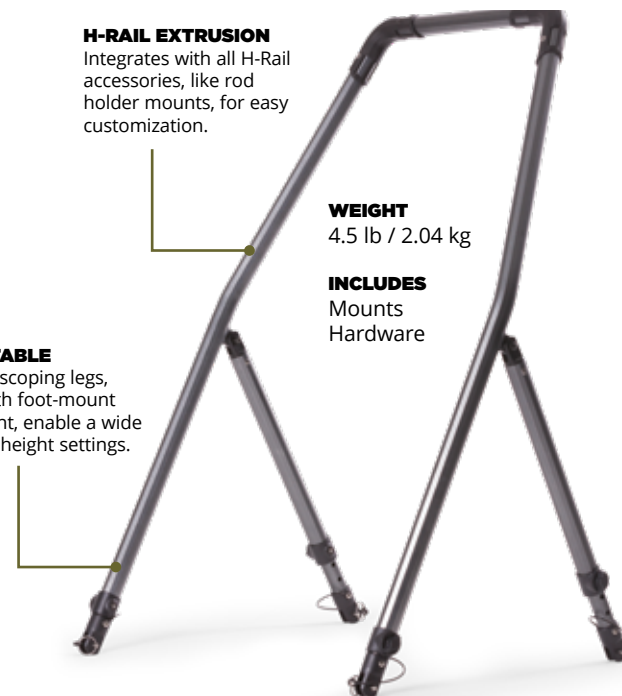 H-RAIL EXTRUSION
Integrates with all H-Rail
accessories, like rod
holder mounts, for easy
customization.
WEIGHT
4.5 lb / 2.04 kg
INCLUDES
Mounts
Hardware
TABLE
scoping legs,
foot-mount
enable a wide
height settings.